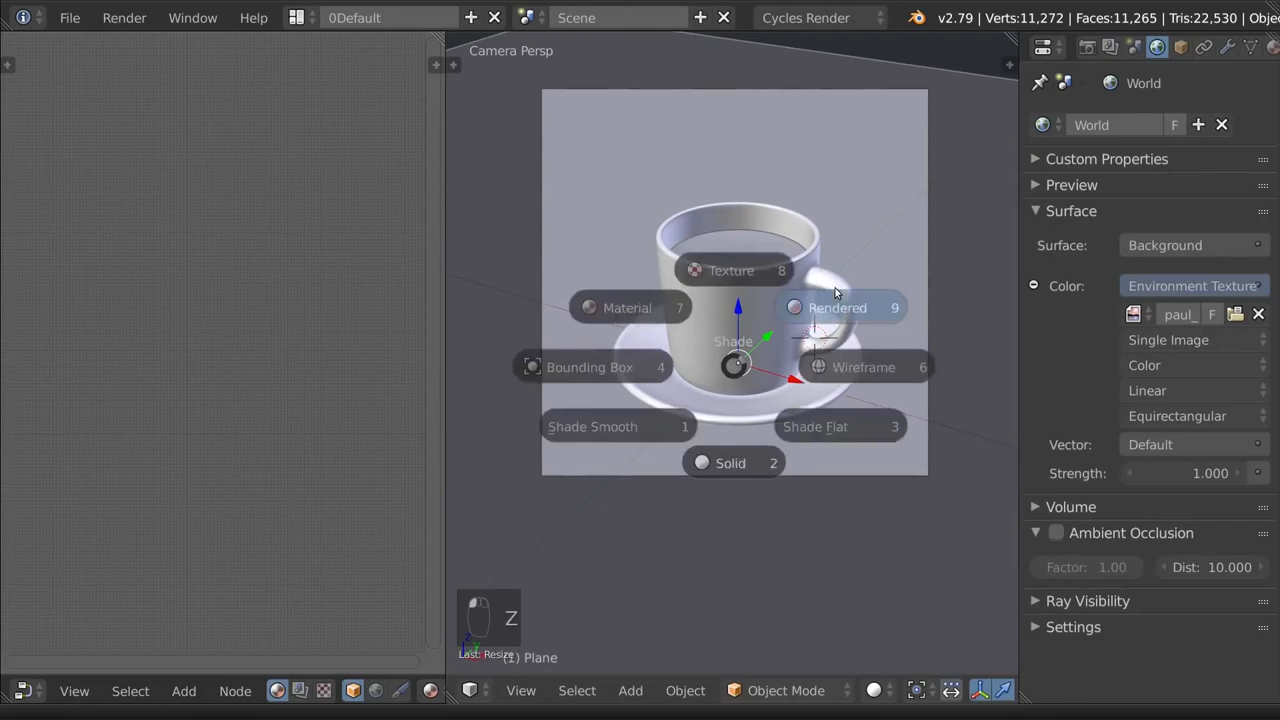 File Render Window Help 0Default Scene Cycles Render v2.79 | Verts:11,272 | Faces:11,265 | Tris:22,530 | Obje
Camera Persp
World
World F
Custom Properties
Preview
Surface
Surface: Background
Color: Environment Texture
paul_ F
Single Image
Color
Linear
Equirectangular
Vector: Default
Strength: 1.000
Volume
Ambient Occlusion
Factor: 1.00 Dist: 10.000
Ray Visibility
Settings
Texture 8
Material 7 Rendered 9
Shade
Bounding Box 4 Wireframe 6
Shade Smooth 1 Shade Flat 3
Solid 2
Z
Last: Resize
(1) Plane
View Select Add Node View Select Add Object Object Mode